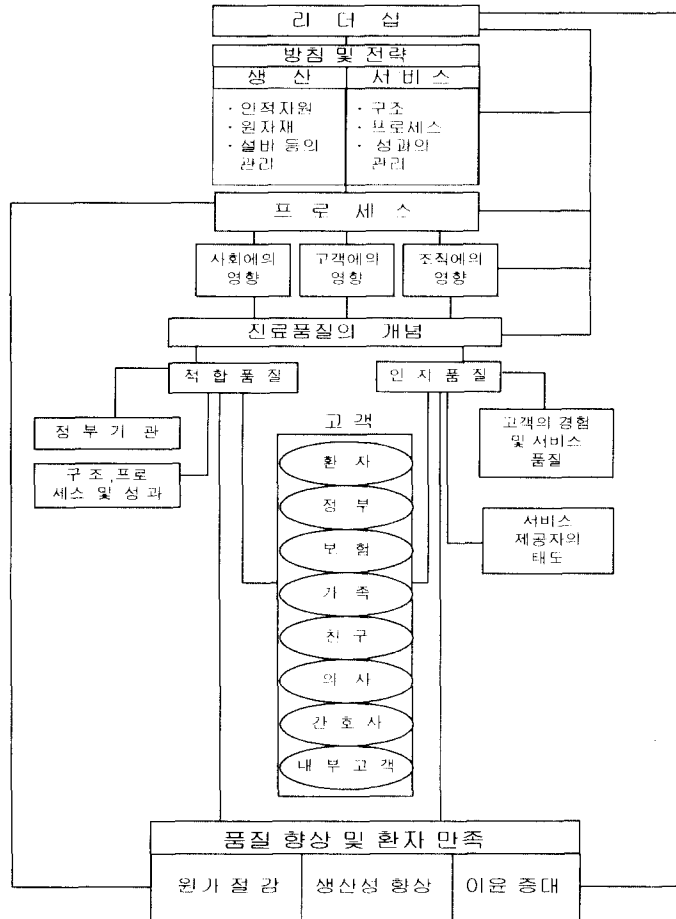 리 더 십
방침 및 전략
생 산 서 비 스
· 인적자원 · 구조
· 원자재 · 프로세스
· 설바 등의 · 성과의
관리 관리
프 로 세 스
사회에의 고객에의 조직에의
영향 영향 영향
진료품질의 개념
적 합 품 질 인 지 품 질
정 부 기 관
구 조 ,프로
세스 및 성 과
고객의 경험
및 서비스
품질
서비스
제공자의
태도
고 객
환 자
정 부
보 험
가 족
친 구
의 사
간 호 사
내 부 고 객
품질 향상 및 환자 만족
원가 절 감 생산성 향상 이윤 증대